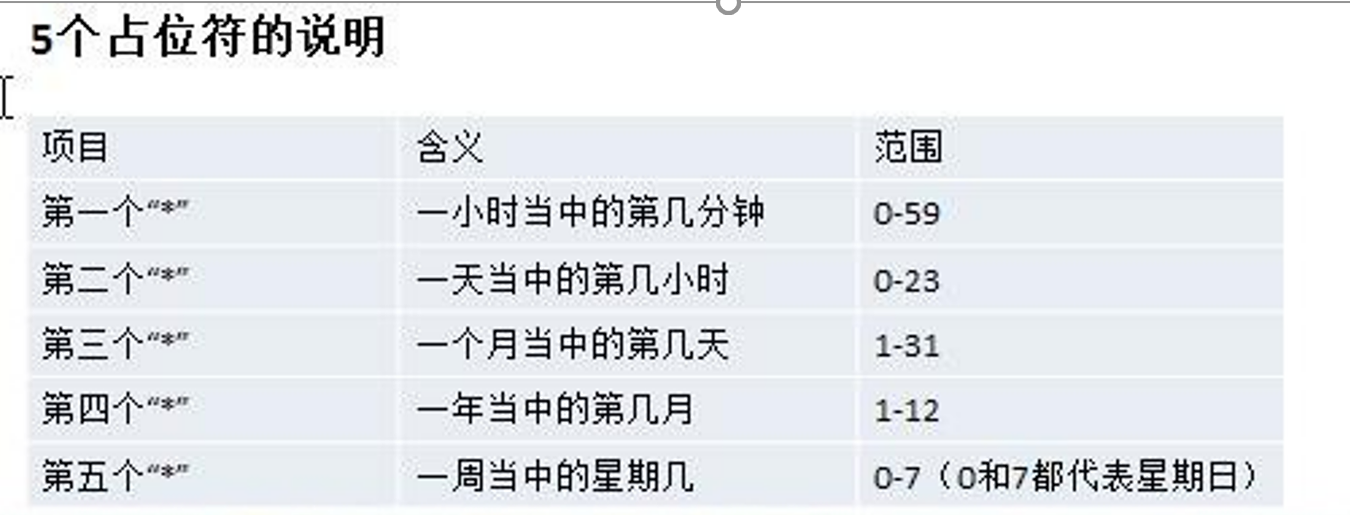 5个占位符的说明
项目 含义 范围
第一个“*” 一小时当中的第几分钟 0-59
第二个“*” 一天当中的第几小时 0-23
第三个“*” 一个月当中的第几天 1-31
第四个“*” 一年当中的第几月 1-12
第五个“*” 一周当中的星期几 0-7（0和7都代表星期日）